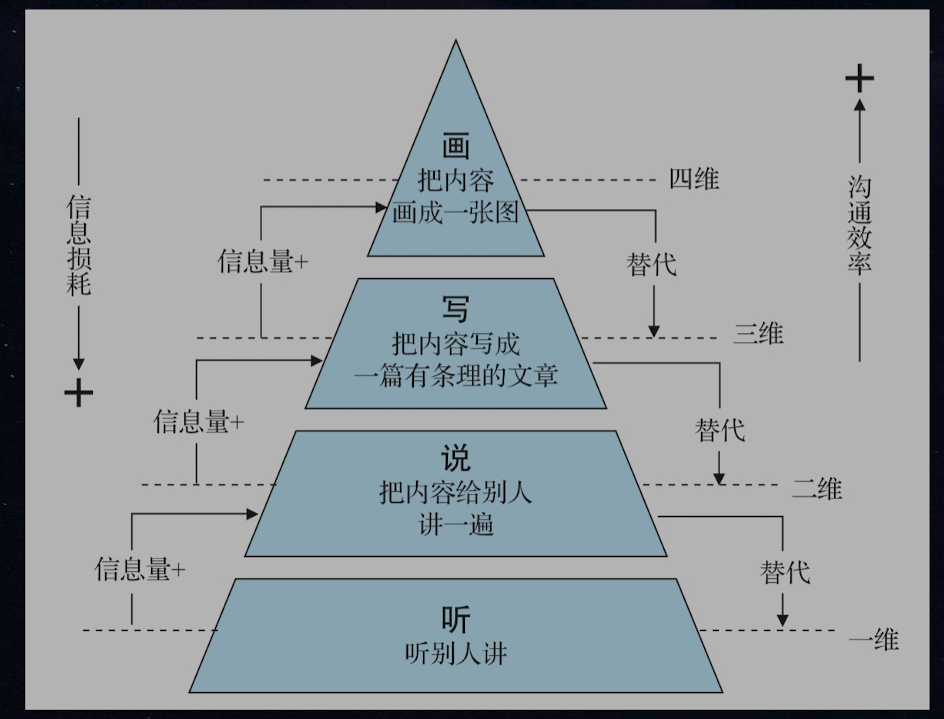 画
把内容
画成一张图
四维
信息量+
替代
写
把内容写成
一篇有条理的文章
三维
信息量+
替代
说
把内容给别人
讲一遍
二维
信息量+
替代
听
听别人讲
一维
信息损耗
+
+
沟通效率